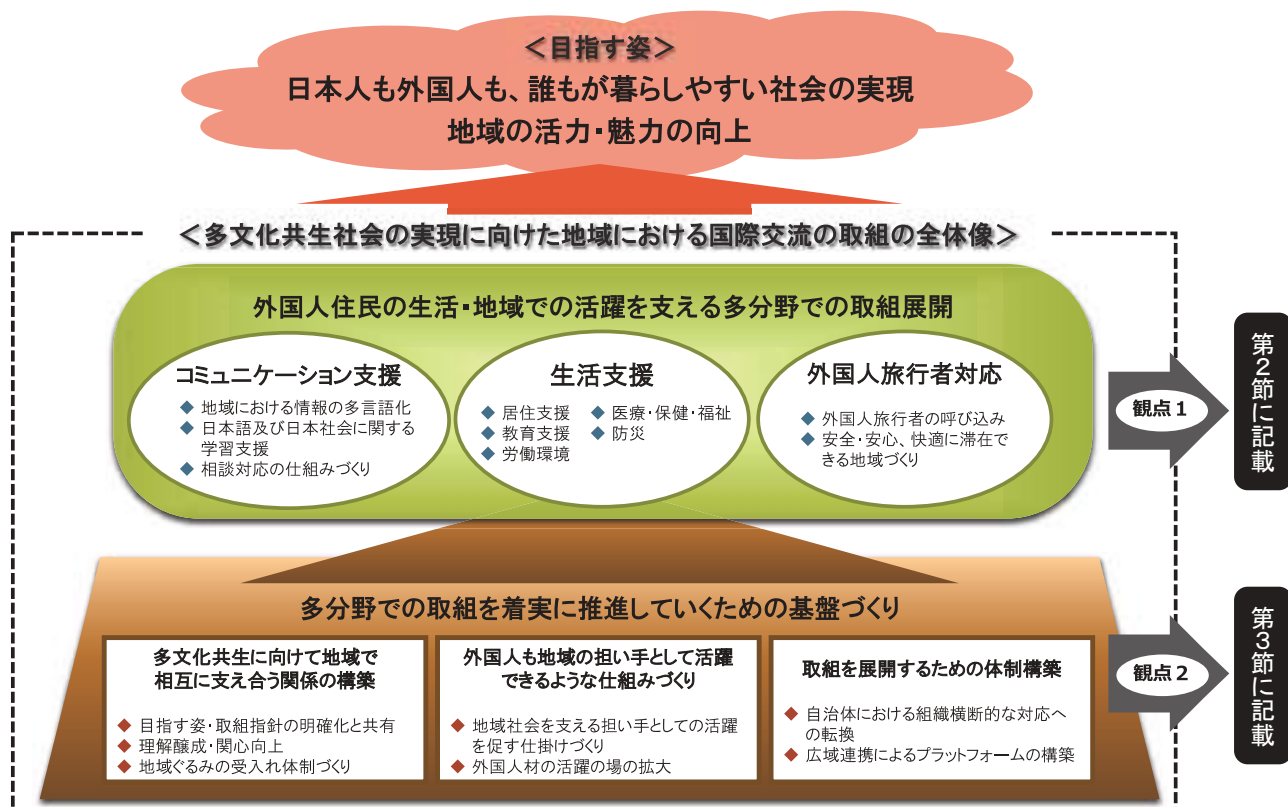 ＜目指す姿＞
日本人も外国人も、誰もが暮らしやすい社会の実現
地域の活力・魅力の向上
＜多文化共生社会の実現に向けた地域における国際交流の取組の全体像＞
外国人住民の生活・地域での活躍を支える多分野での取組展開
コミュニケーション支援
◆ 地域における情報の多言語化
◆ 日本語及び日本社会に関する
学習支援
◆ 相談対応の仕組みづくり
生活支援
◆ 居住支援
◆ 教育支援
◆ 労働環境
◆ 医療・保健・福祉
◆ 防災
外国人旅行者対応
◆ 外国人旅行者の呼び込み
◆ 安全・安心、快適に滞在で
きる地域づくり
観点１
第２節に記載
多分野での取組を着実に推進していくための基盤づくり
多文化共生に向けて地域で
相互に支え合う関係の構築
◆ 目指す姿・取組指針の明確化と共有
◆ 理解醸成・関心向上
◆ 地域ぐるみの受入れ体制づくり
外国人も地域の担い手として活躍
できるような仕組みづくり
◆ 地域社会を支える担い手としての活躍
を促す仕掛けづくり
◆ 外国人材の活躍の場の拡大
取組を展開するための体制構築
◆ 自治体における組織横断的な対応へ
の転換
◆ 広域連携によるプラットフォームの構築
観点２
第３節に記載